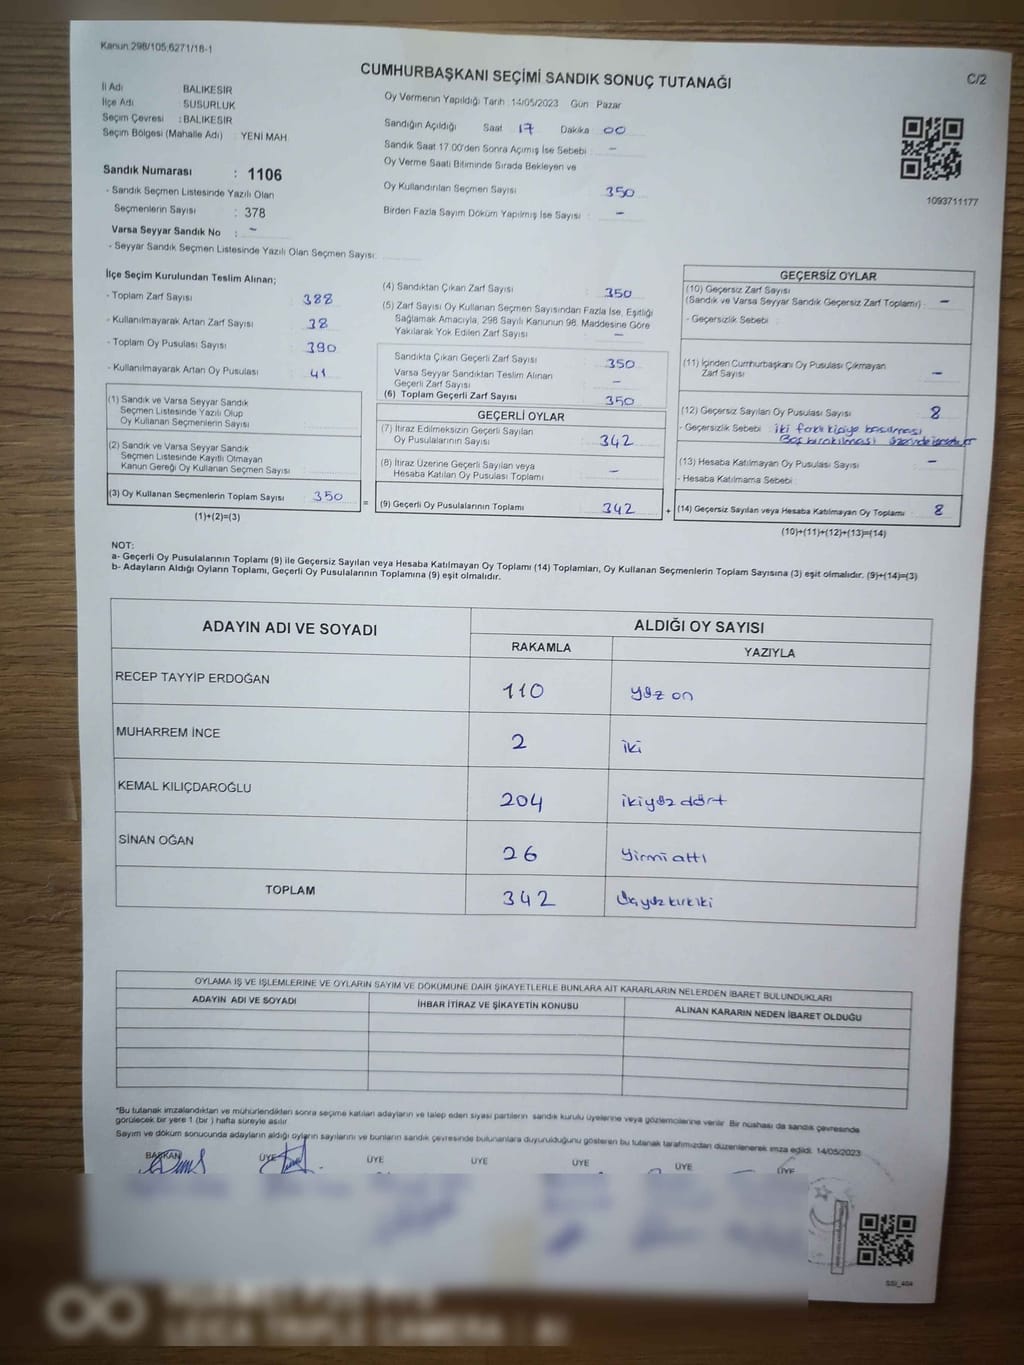 Kanun.298/105,6271/18-1
C/2
CUMHURBAŞKANI SEÇİMİ SANDIK SONUÇ TUTANAĞI
İl Adı BALIKESİR
İlçe Adı SUSURLUK
Seçim Çevresi : BALIKESİR
Seçim Bölgesi (Mahalle Adı) : YENİ MAH.
Sandık Numarası : 1106
- Sandık Seçmen Listesinde Yazılı Olan
Seçmenlerin Sayısı : 378
Varsa Seyyar Sandık No : -
- Seyyar Sandık Seçmen Listesinde Yazılı Olan Seçmen Sayısı:
Oy Vermenin Yapıldığı Tarih :14/05/2023 Gün Pazar
Sandığın Açıldığı Saat 17 Dakika 00
Sandık Saat 17.00'den Sonra Açımış İse Sebebi : -
Oy Verme Saati Bitiminde Sırada Bekleyen ve
Oy Kullandırılan Seçmen Sayısı 350
Birden Fazla Sayım Döküm Yapılmış İse Sayısı : -
1093711177
İlçe Seçim Kurulundan Teslim Alınan;
- Toplam Zarf Sayısı 388
- Kullanılmayarak Artan Zarf Sayısı 38
- Toplam Oy Pusulası Sayısı 390
- Kullanılmayarak Artan Oy Pusulası 41
(1) Sandık ve Varsa Seyyar Sandık
Seçmen Listesinde Yazılı Olup
Oy Kullanan Seçmenlerin Sayısı
(2) Sandık ve Varsa Seyyar Sandık
Seçmen Listesinde Kayıtlı Olmayan
Kanun Gereği Oy Kullanan Seçmen Sayısı
(3) Oy Kullanan Seçmenlerin Toplam Sayısı 350 =
(1)+(2)=(3)
(4) Sandıktan Çıkan Zarf Sayısı : 350
(5) Zarf Sayısı Oy Kullanan Seçmen Sayısından Fazla İse, Eşitliği
Sağlamak Amacıyla, 298 Sayılı Kanunun 98. Maddesine Göre
Yakılarak Yok Edilen Zarf Sayısı -
Sandıkta Çıkan Geçerli Zarf Sayısı : 350
Varsa Seyyar Sandıktan Teslim Alınan
Geçerli Zarf Sayısı -
(6) Toplam Geçerli Zarf Sayısı 350
GEÇERLİ OYLAR
(7) İtiraz Edilmeksizin Geçerli Sayılan
Oy Pusulalarının Sayısı 342
(8) İtiraz Üzerine Geçerli Sayılan veya
Hesaba Katılan Oy Pusulası Toplamı -
(9) Geçerli Oy Pusulalarının Toplamı 342 +
GEÇERSİZ OYLAR
(10) Geçersiz Zarf Sayısı
(Sandık ve Varsa Seyyar Sandık Geçersiz Zarf Toplamı) : -
- Geçersizlik Sebebi :
(11) İçinden Cumhurbaşkanı Oy Pusulası Çıkmayan
Zarf Sayısı -
(12) Geçersiz Sayılan Oy Pusulası Sayısı 8
- Geçersizlik Sebebi : iki farklı kişiye basılması
Boş bırakılması
(13) Hesaba Katılmayan Oy Pusulası Sayısı : -
- Hesaba Katılmama Sebebi :
(14) Geçersiz Sayılan veya Hesaba Katılmayan Oy Toplamı : 8
(10)+(11)+(12)+(13)=(14)
NOT:
a- Geçerli Oy Pusulalarının Toplamı (9) ile Geçersiz Sayılan veya Hesaba Katılmayan Oy Toplamı (14) Toplamları, Oy Kullanan Seçmenlerin Toplam Sayısına (3) eşit olmalıdır. (9)+(14)=(3)
b- Adayların Aldığı Oyların Toplamı, Geçerli Oy Pusulalarının Toplamına (9) eşit olmalıdır.
ADAYIN ADI VE SOYADI
ALDIĞI OY SAYISI
RAKAMLA YAZIYLA
RECEP TAYYİP ERDOĞAN 110 yüz on
MUHARREM İNCE 2 iki
KEMAL KILIÇDAROĞLU 204 ikiyüz dört
SİNAN OĞAN 26 yirmi altı
TOPLAM 342 üçyüz kırk iki
OYLAMA İŞ VE İŞLEMLERİNE VE OYLARIN SAYIM VE DÖKÜMÜNE DAİR ŞİKAYETLERLE BUNLARA AİT KARARLARIN NELERDEN İBARET BULUNDUKLARI
ADAYIN ADI VE SOYADI İHBAR İTİRAZ VE ŞİKAYETİN KONUSU ALINAN KARARIN NEDEN İBARET OLDUĞU
*Bu tutanak imzalandıktan ve mühürlendikten sonra seçime katılan adayların ve talep eden siyasi partilerin sandık kurulu üyelerine veya gözlemcilerine verilir. Bir nüshası da sandık çevresinde
görülecek bir yere 1 (bir ) hafta süreyle asılır
Sayım ve döküm sonucunda adayların aldığı oyların sayılarını ve bunların sandık çevresinde bulunanlara duyurulduğunu gösteren bu tutanak tarafımızdan düzenlenerek imza edildi. 14/05/2023
BAŞKAN ÜYE ÜYE ÜYE ÜYE ÜYE ÜYE
SSİ_404